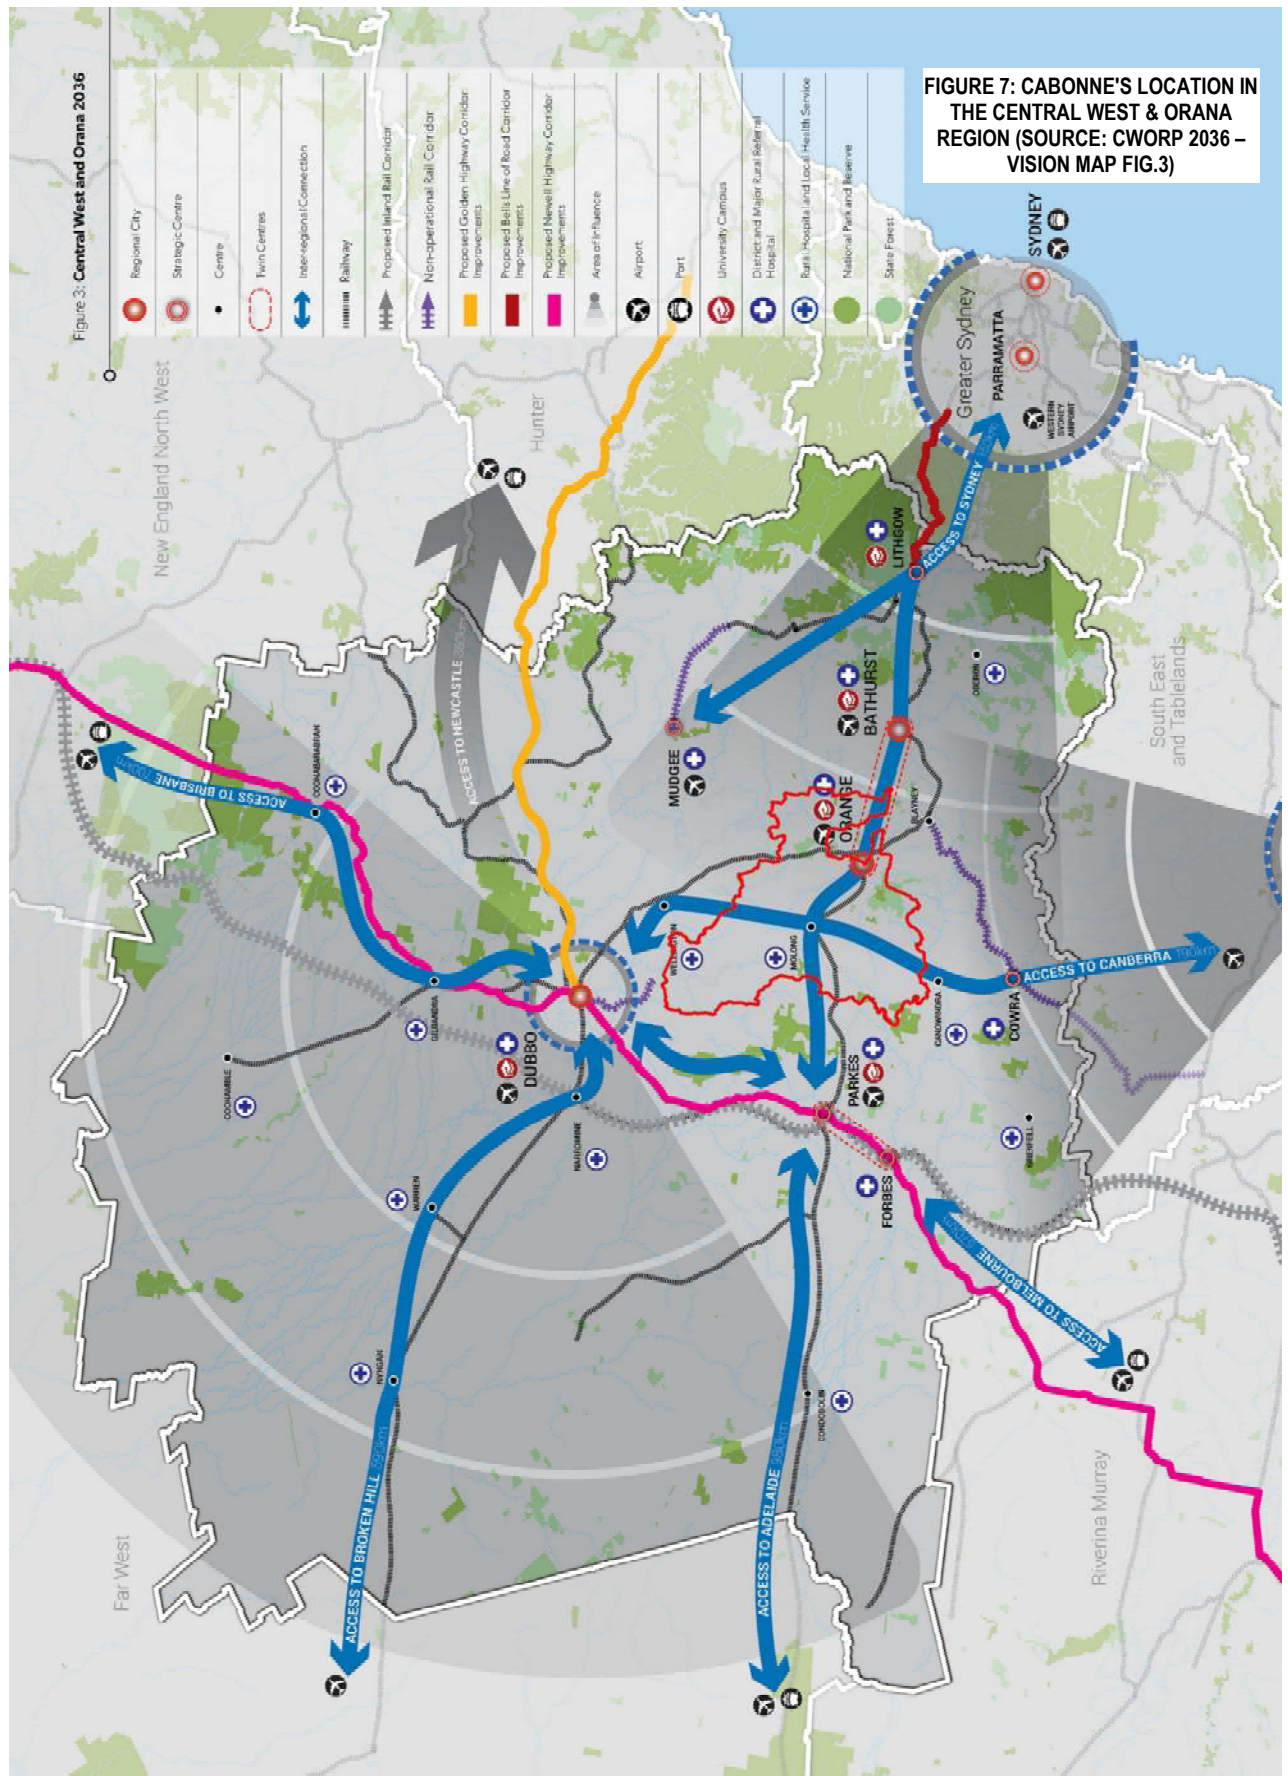 FIGURE 7: CABONNE'S LOCATION IN
THE CENTRAL WEST & ORANA
REGION (SOURCE: CWORP 2036 –
VISION MAP FIG.3)
Figure 3: Central West and Orana 2036
Regional City
Strategic Centre
Centre
Twin Centres
Inter-regional Connection
Railway
Proposed Inland Rail Corridor
Non-operational Rail Corridor
Proposed Golden Highway Corridor
Improvements
Proposed Bells Line of Road Corridor
Improvements
Proposed Newell Highway Corridor
Improvements
Area of Influence
Airport
Port
University Campus
District and Major Rural Referral
Hospital
Rural Hospital and Local Health Service
National Park and Reserve
State Forest
New England North West
Hunter
Greater Sydney
SYDNEY
PARRAMATTA
WESTERN
SYDNEY
AIRPORT
South East
and Tablelands
Riverina Murray
Far West
ACCESS TO BRISBANE 700km
ACCESS TO NEWCASTLE 380km
ACCESS TO SYDNEY
ACCESS TO CANBERRA 190km
ACCESS TO MELBOURNE
ACCESS TO ADELAIDE 980km
ACCESS TO BROKEN HILL 590km
COONABARABRAN
GILGANDRA
COONAMBLE
DUBBO
NARROMINE
WARREN
NYNGAN
WELLINGTON
MUDGEE
LITHGOW
BATHURST
OBERON
ORANGE
BLAYNEY
MOLONG
CANOWINDRA
COWRA
GRENFELL
PARKES
FORBES
CONDOBOLIN